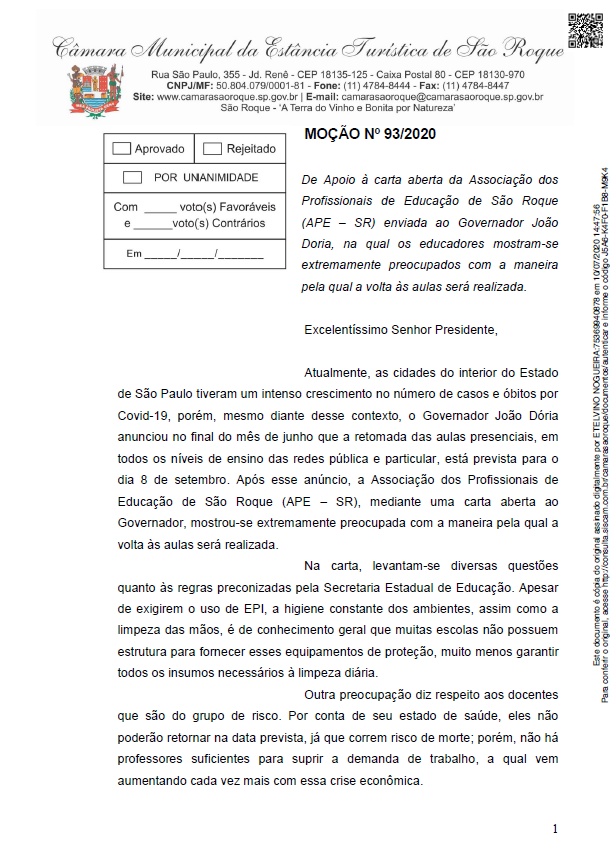 Câmara Municipal da Estância Turística de São Roque
Rua São Paulo, 355 - Jd. Renê - CEP 18135-125 - Caixa Postal 80 - CEP 18130-970
CNPJ/MF: 50.804.079/0001-81 - Fone: (11) 4784-8444 - Fax: (11) 4784-8447
Site: www.camarasaoroque.sp.gov.br | E-mail: camarasaoroque@camarasaoroque.sp.gov.br
São Roque - 'A Terra do Vinho e Bonita por Natureza'
MOÇÃO Nº 93/2020
Aprovado Rejeitado
POR UNANIMIDADE
Com _____ voto(s) Favoráveis
e ______voto(s) Contrários
Em _____/_____/_______
De Apoio à carta aberta da Associação dos
Profissionais de Educação de São Roque
(APE – SR) enviada ao Governador João
Doria, na qual os educadores mostram-se
extremamente preocupados com a maneira
pela qual a volta às aulas será realizada.
Excelentíssimo Senhor Presidente,
Atualmente, as cidades do interior do Estado
de São Paulo tiveram um intenso crescimento no número de casos e óbitos por
Covid-19, porém, mesmo diante desse contexto, o Governador João Dória
anunciou no final do mês de junho que a retomada das aulas presenciais, em
todos os níveis de ensino das redes pública e particular, está prevista para o
dia 8 de setembro. Após esse anúncio, a Associação dos Profissionais de
Educação de São Roque (APE – SR), mediante uma carta aberta ao
Governador, mostrou-se extremamente preocupada com a maneira pela qual a
volta às aulas será realizada.
Na carta, levantam-se diversas questões
quanto às regras preconizadas pela Secretaria Estadual de Educação. Apesar
de exigirem o uso de EPI, a higiene constante dos ambientes, assim como a
limpeza das mãos, é de conhecimento geral que muitas escolas não possuem
estrutura para fornecer esses equipamentos de proteção, muito menos garantir
todos os insumos necessários à limpeza diária.
Outra preocupação diz respeito aos docentes
que são do grupo de risco. Por conta de seu estado de saúde, eles não
poderão retornar na data prevista, já que correm risco de morte; porém, não há
professores suficientes para suprir a demanda de trabalho, a qual vem
aumentando cada vez mais com essa crise econômica.
1
Este documento é cópia do original assinado digitalmente por ETELVINO NOGUEIRA:75369940878 em 10/07/2020 14:47:56
Para conferir o original, acesse http://consulta.siscam.com.br/camarasaoroque/documentos/autenticar e informe o código J5A6-K4F0-F1B8-M9K4